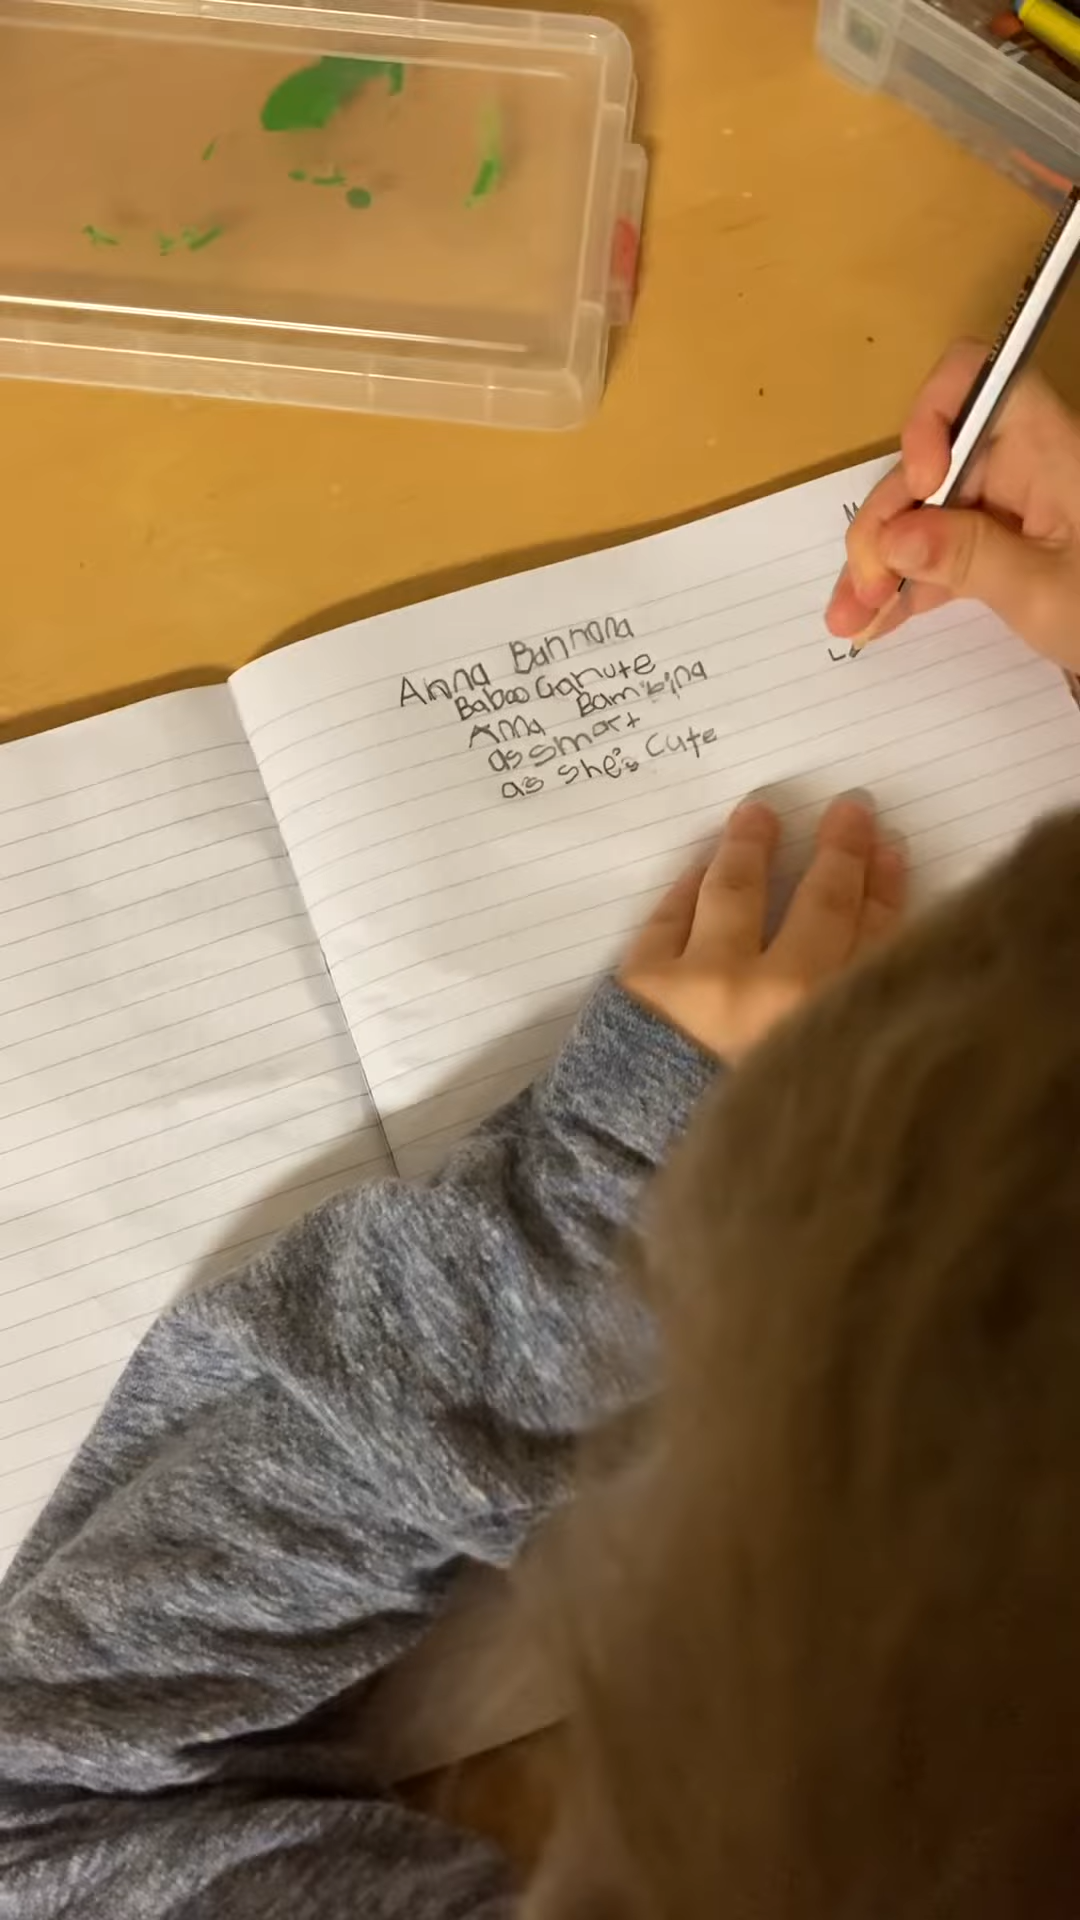 Anna Bannana
Baboo Ganute
Anna Bambina
as smart
as she's cute